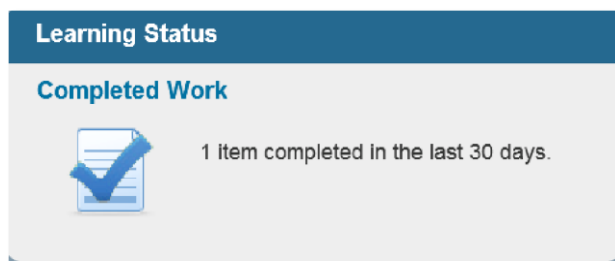 Learning Status
Completed Work
1 item completed in the last 30 days.